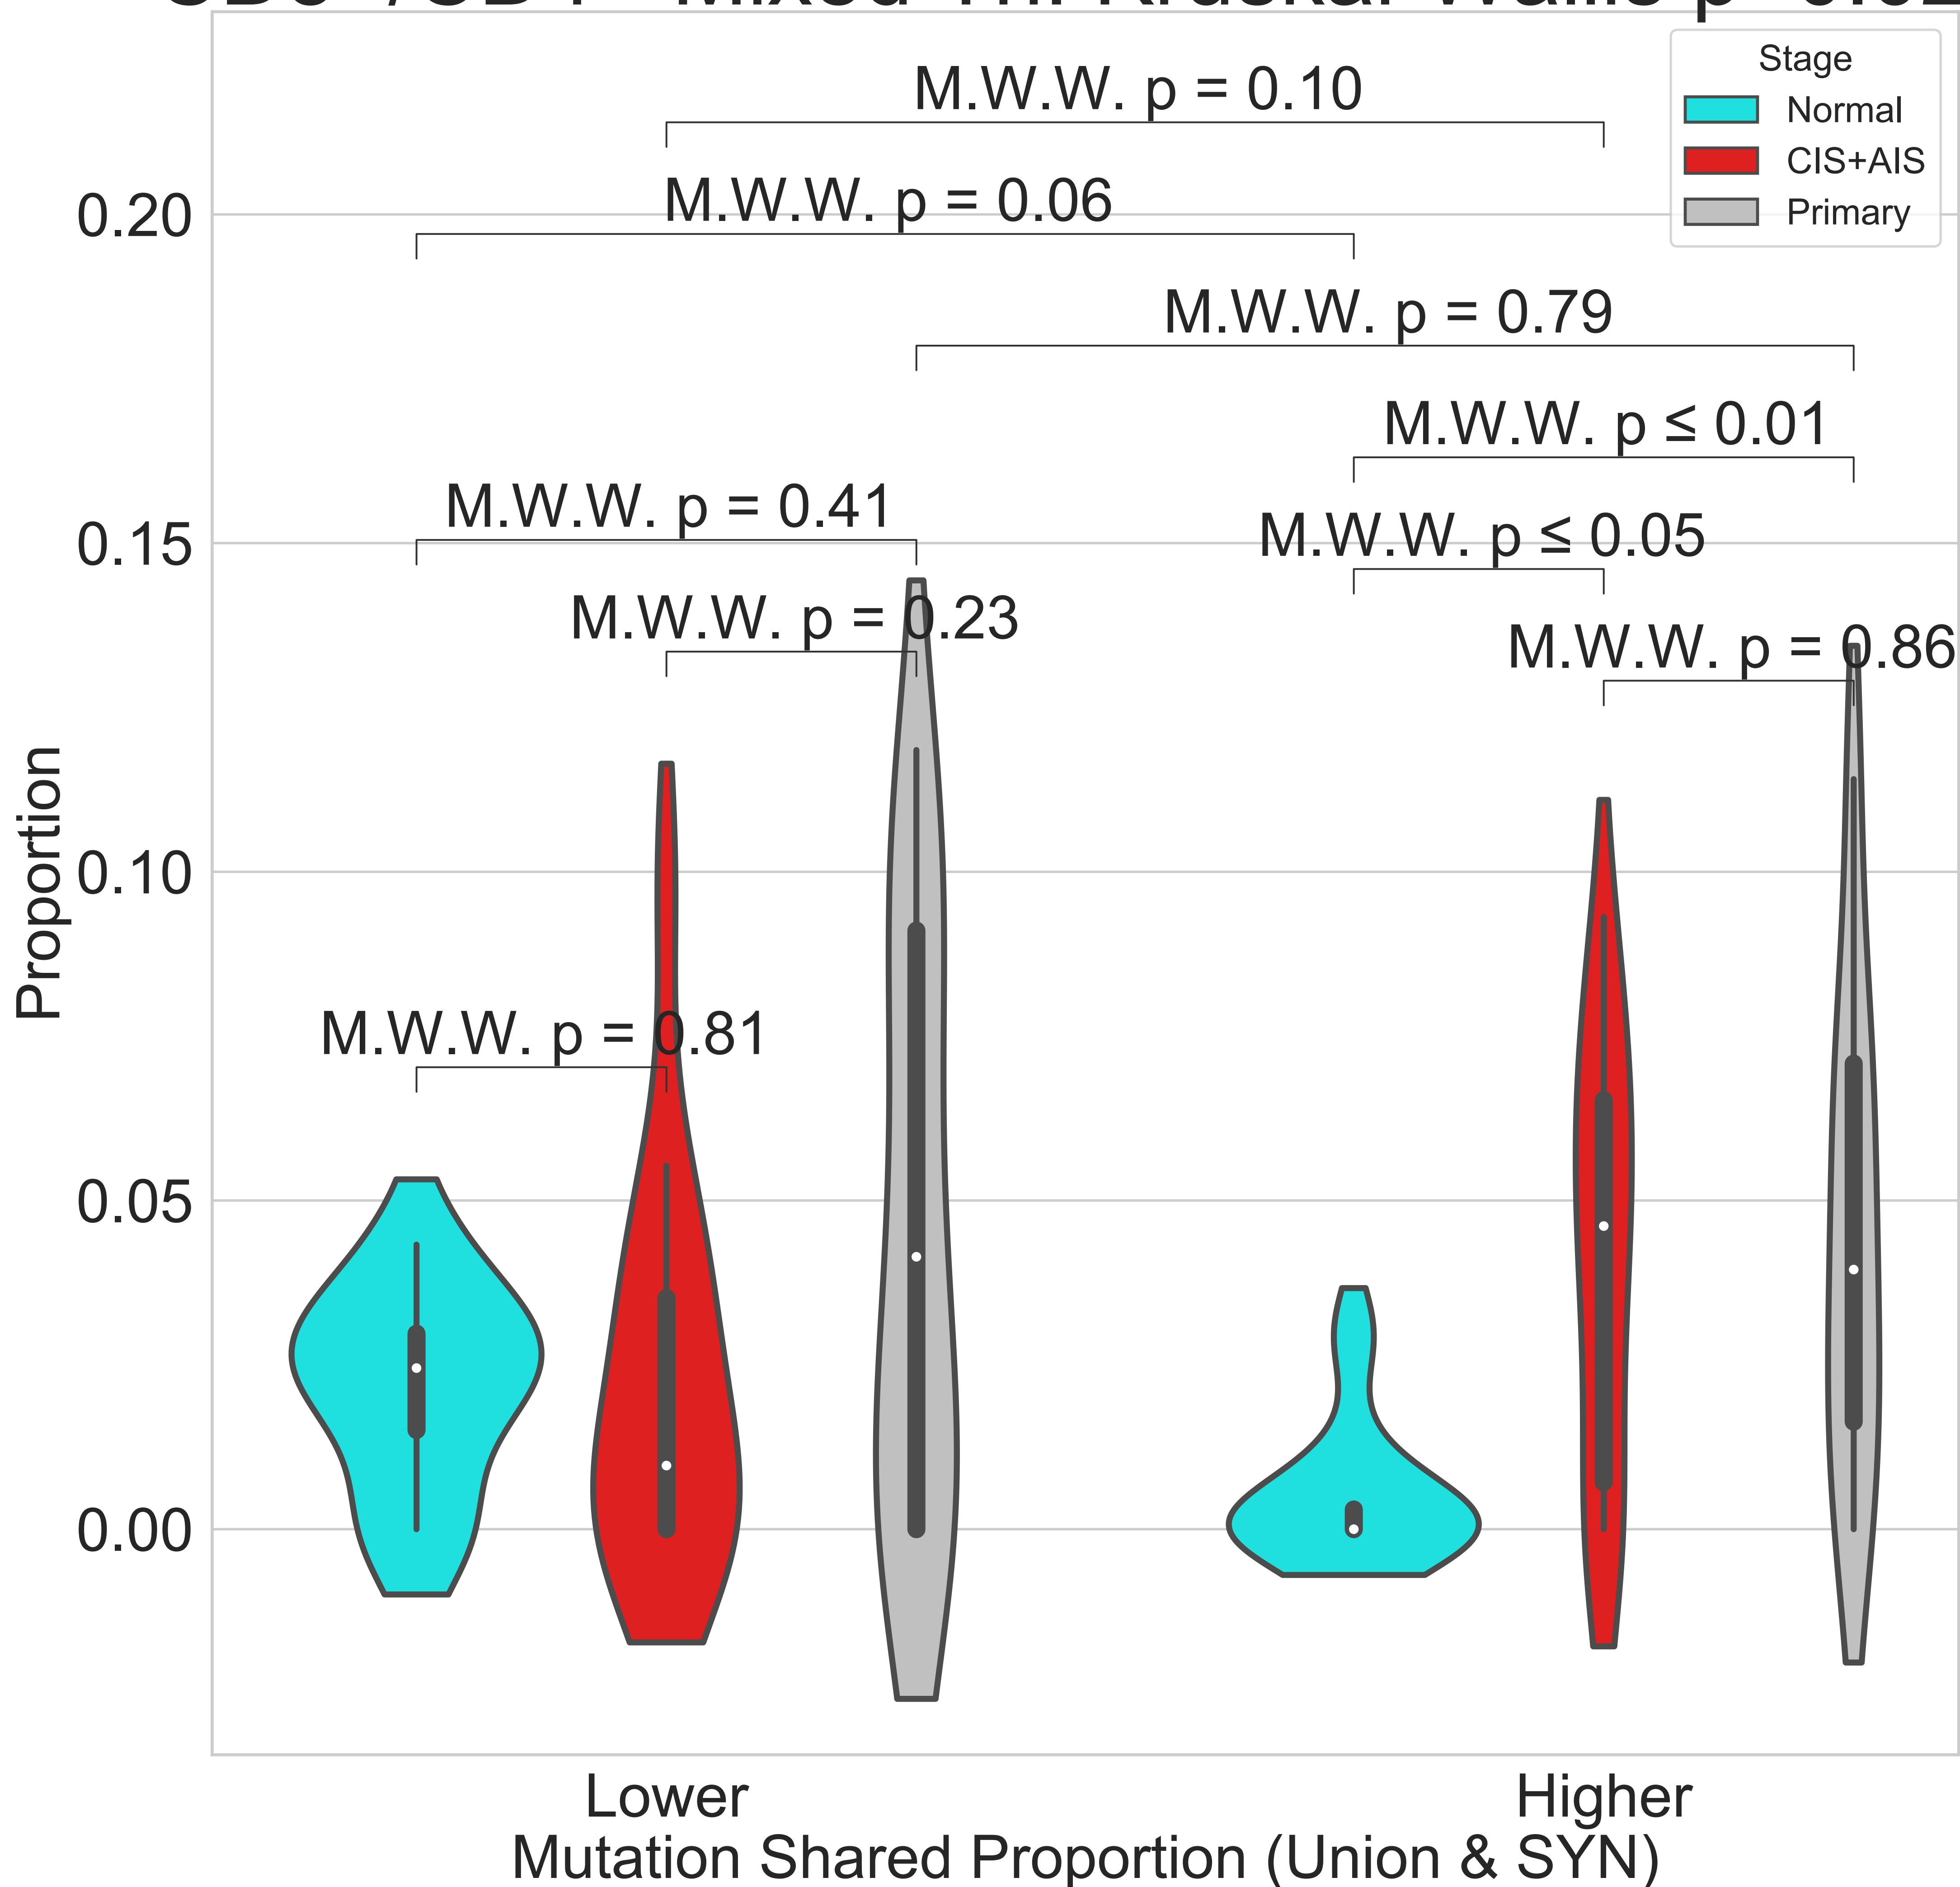 Stage
Normal
CIS+AIS
Primary
M.W.W. p = 0.10
M.W.W. p = 0.06
M.W.W. p = 0.79
M.W.W. p ≤ 0.01
M.W.W. p = 0.41
M.W.W. p ≤ 0.05
M.W.W. p = 0.23
M.W.W. p = 0.86
M.W.W. p = 0.81
0.20
0.15
0.10
0.05
0.00
Proportion
Lower
Higher
Mutation Shared Proportion (Union & SYN)